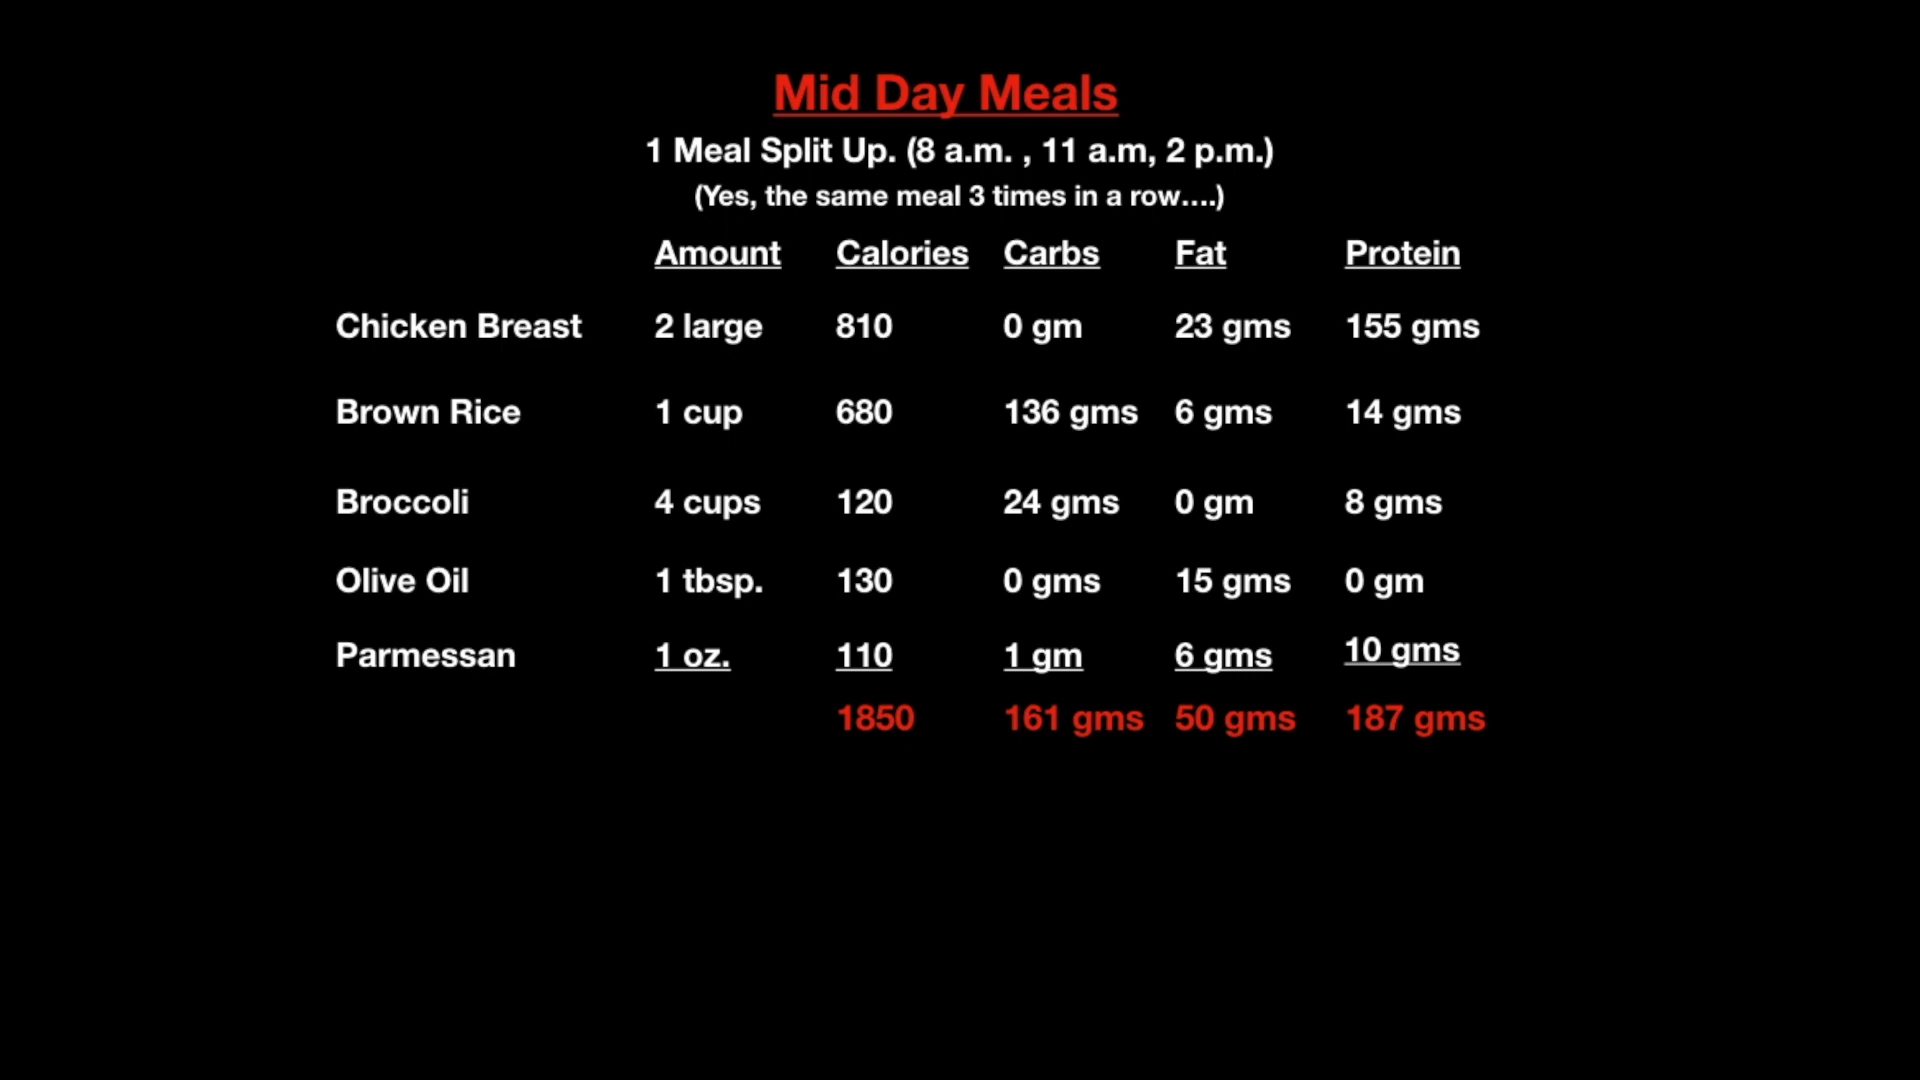 Mid Day Meals
1 Meal Split Up. (8 a.m. , 11 a.m, 2 p.m.)
(Yes, the same meal 3 times in a row....)
Amount Calories Carbs Fat Protein
Chicken Breast 2 large 810 0 gm 23 gms 155 gms
Brown Rice 1 cup 680 136 gms 6 gms 14 gms
Broccoli 4 cups 120 24 gms 0 gm 8 gms
Olive Oil 1 tbsp. 130 0 gms 15 gms 0 gm
Parmessan 1 oz. 110 1 gm 6 gms 10 gms
1850 161 gms 50 gms 187 gms